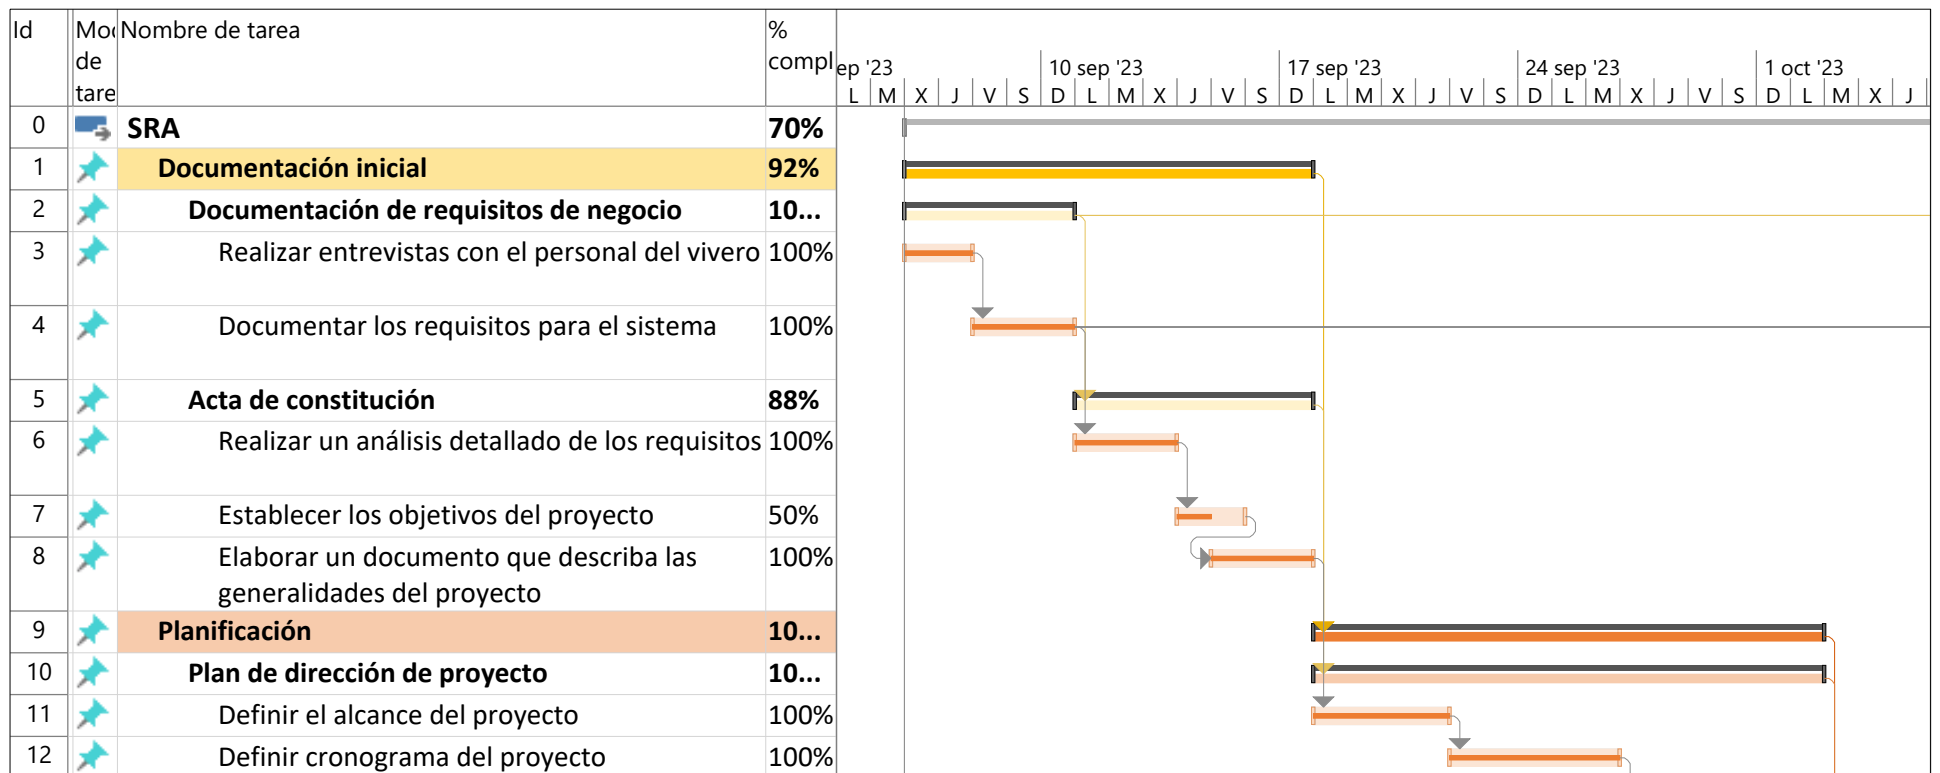 Id Mo de tare Nombre de tarea % compl
ep '23 10 sep '23 17 sep '23 24 sep '23 1 oct '23
L M X J V S D L M X J V S D L M X J V S D L M X J V S D L M X J
0 SRA 70%
1 Documentación inicial 92%
2 Documentación de requisitos de negocio 10...
3 Realizar entrevistas con el personal del vivero 100%
4 Documentar los requisitos para el sistema 100%
5 Acta de constitución 88%
6 Realizar un análisis detallado de los requisitos 100%
7 Establecer los objetivos del proyecto 50%
8 Elaborar un documento que describa las 100%
generalidades del proyecto
9 Planificación 10...
10 Plan de dirección de proyecto 10...
11 Definir el alcance del proyecto 100%
12 Definir cronograma del proyecto 100%